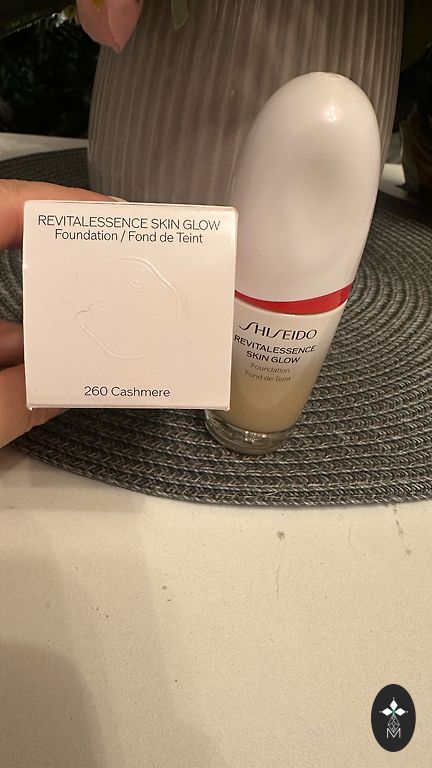 REVITALESSENCE SKIN GLOW
Foundation / Fond de Teint
260 Cashmere
SHISEIDO
REVITALESSENCE
SKIN GLOW
Foundation
Fond de Teint
M